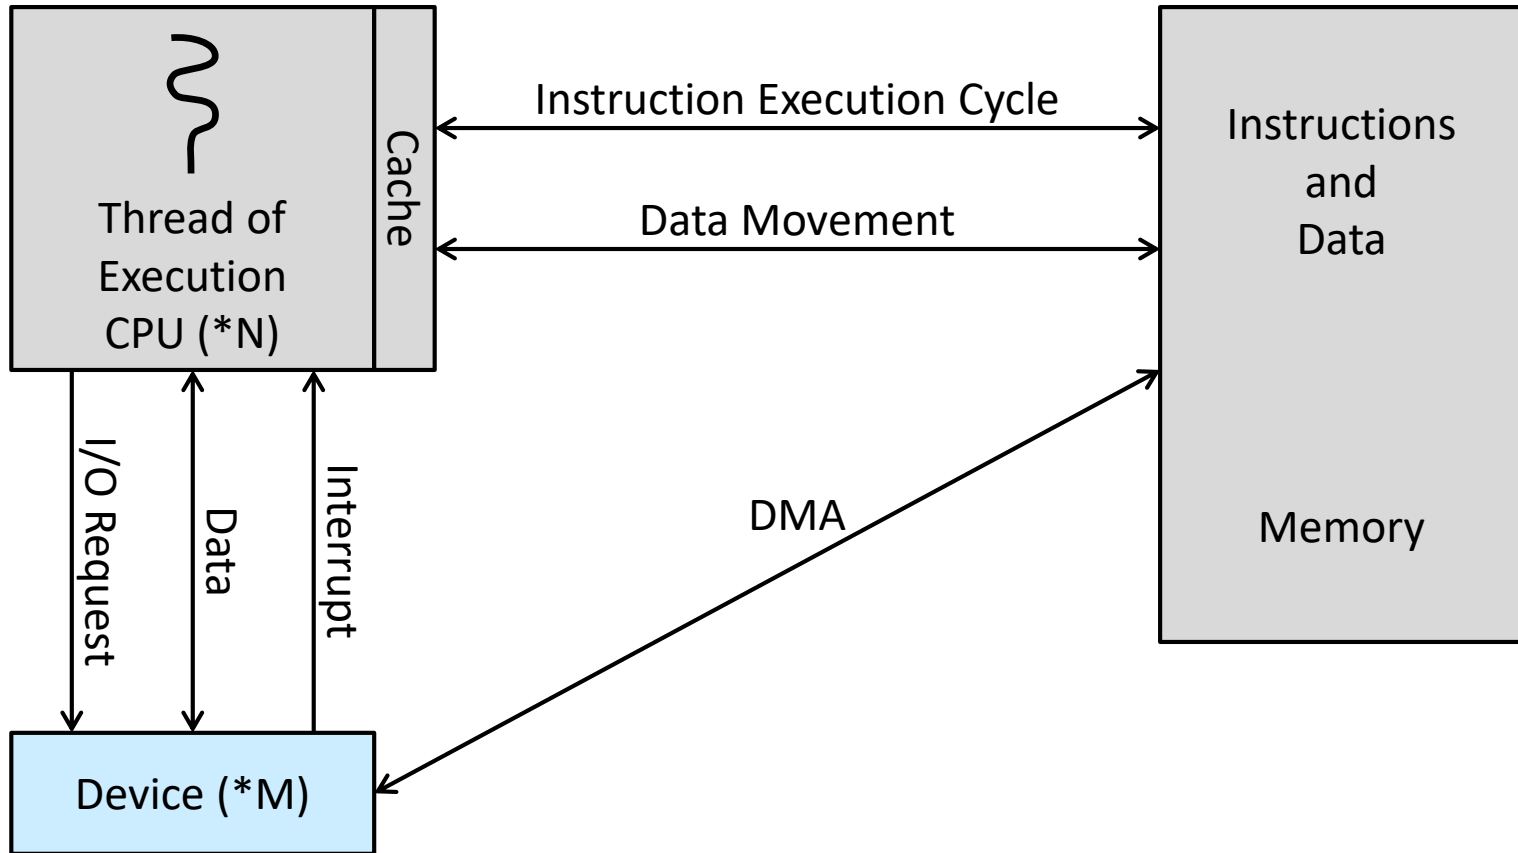 Thread of
Execution
CPU (*N)
Cache
Instruction Execution Cycle
Data Movement
Instructions
and
Data
Memory
I/O Request
Data
Interrupt
DMA
Device (*M)